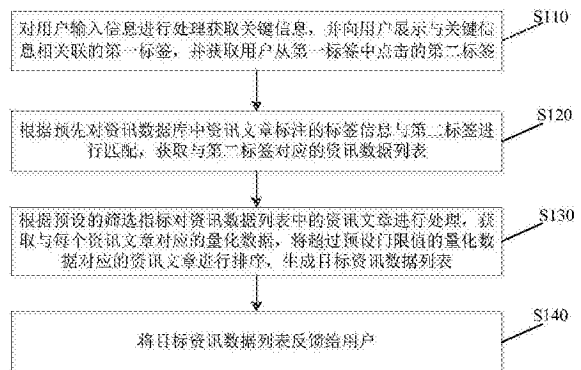 S110
对用户输入信息进行处理获取关键信息，并向用户展示与关键信
息相关联的第一标签，并获取用户从第一标签中点击的第二标签
S120
根据预先对资讯数据库中资讯文章标注的标签信息与第二标签进
行匹配，获取与第二标签对应的资讯数据列表
S130
根据预设的筛选指标对资讯数据列表中的资讯文章进行处理，获
取与每个资讯文章对应的量化数据，将超过预设门限值的量化数
据对应的资讯文章进行排序，生成目标资讯数据列表
S140
将目标资讯数据列表反馈给用户